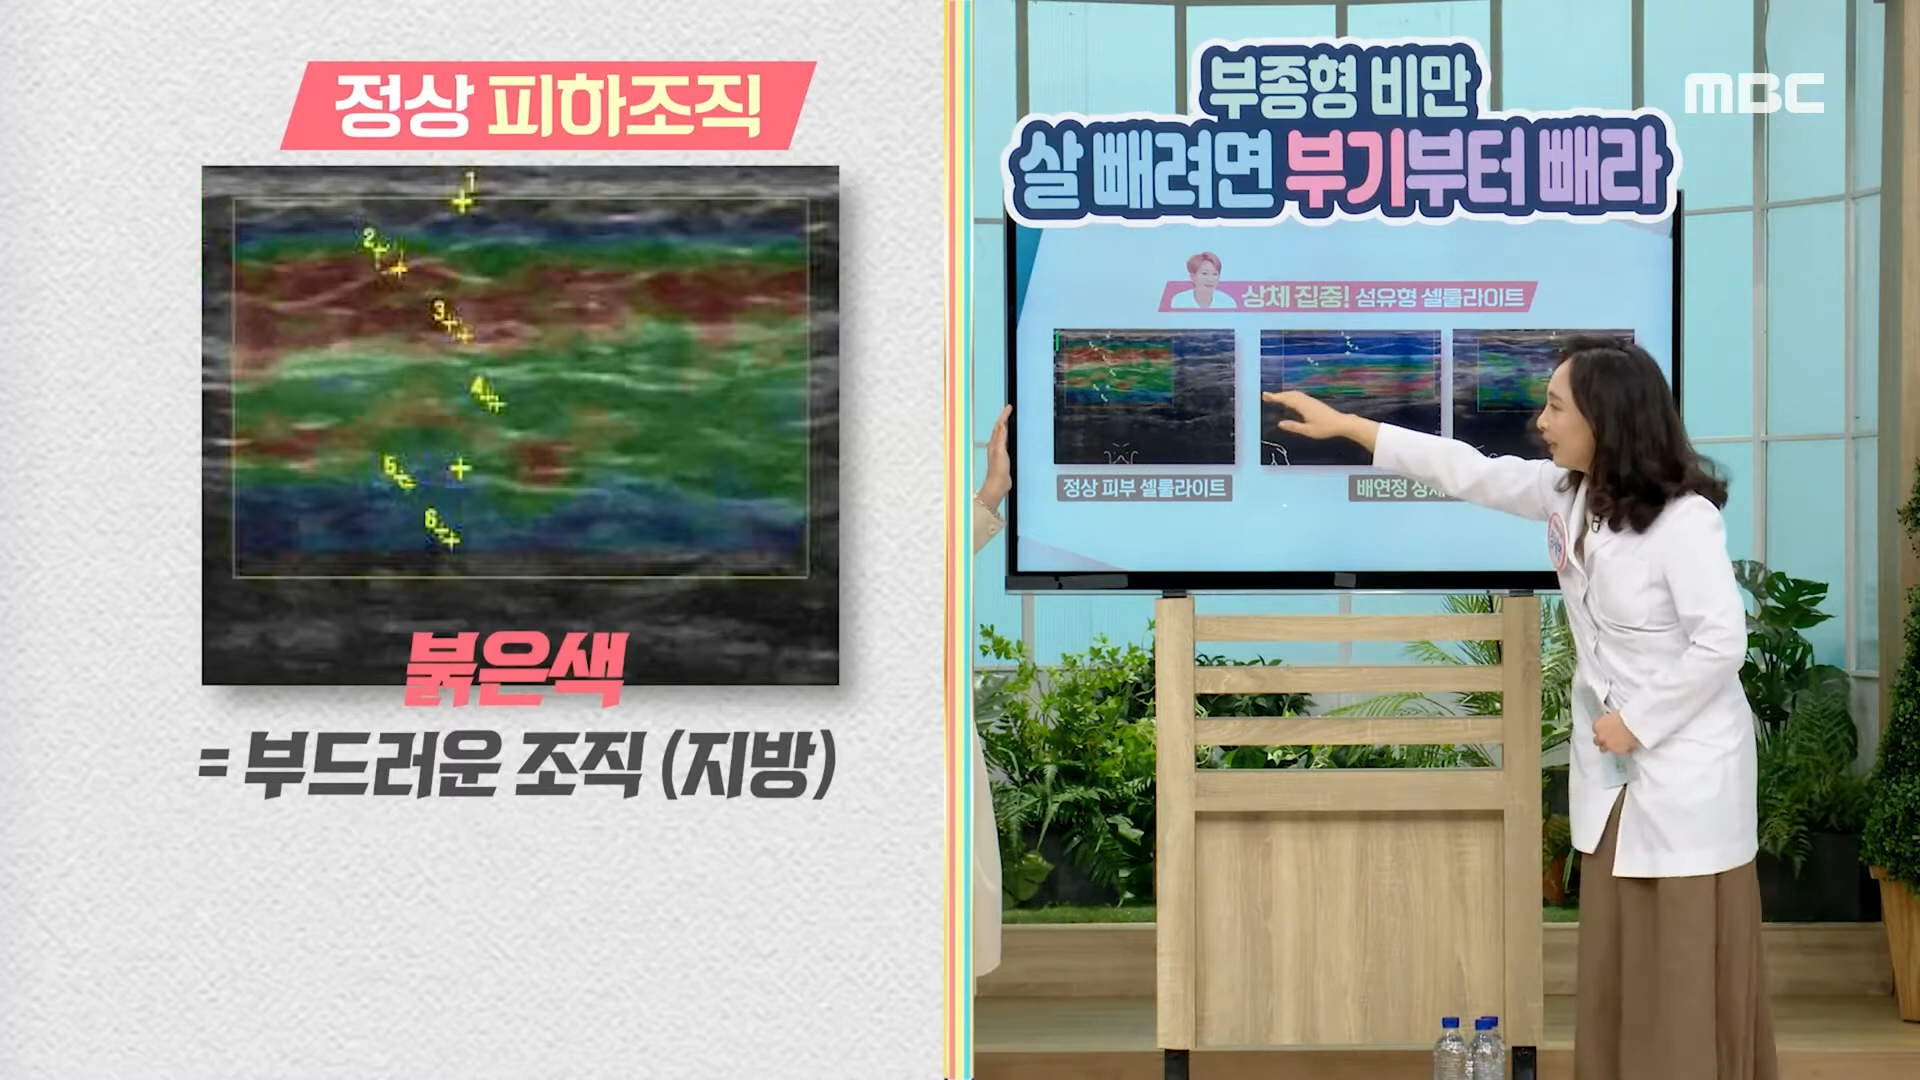 정상 피하조직
1
2
3
4
5
6
붉은색
= 부드러운 조직 (지방)
MBC
부종형 비만
살 빼려면 부기부터 빼라
상체 집중! 섬유형 셀룰라이트
정상 피부 셀룰라이트
배연정